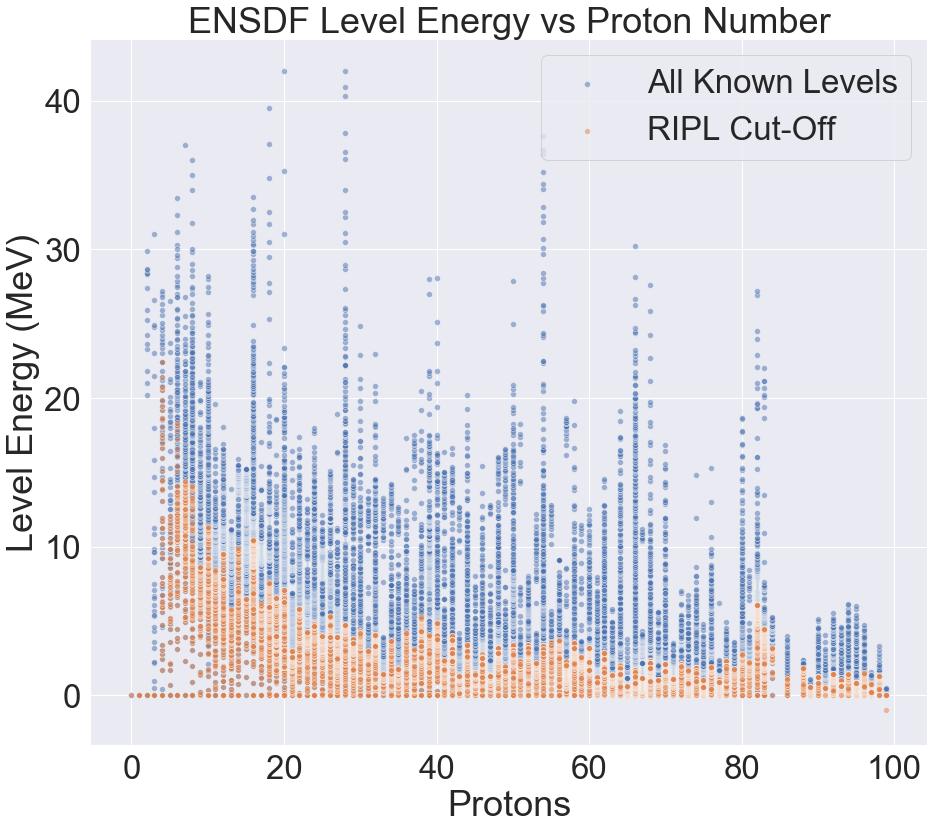 ENSDF Level Energy vs Proton Number
All Known Levels
RIPL Cut-Off
Level Energy (MeV)
40
30
20
10
0
0 20 40 60 80 100
Protons